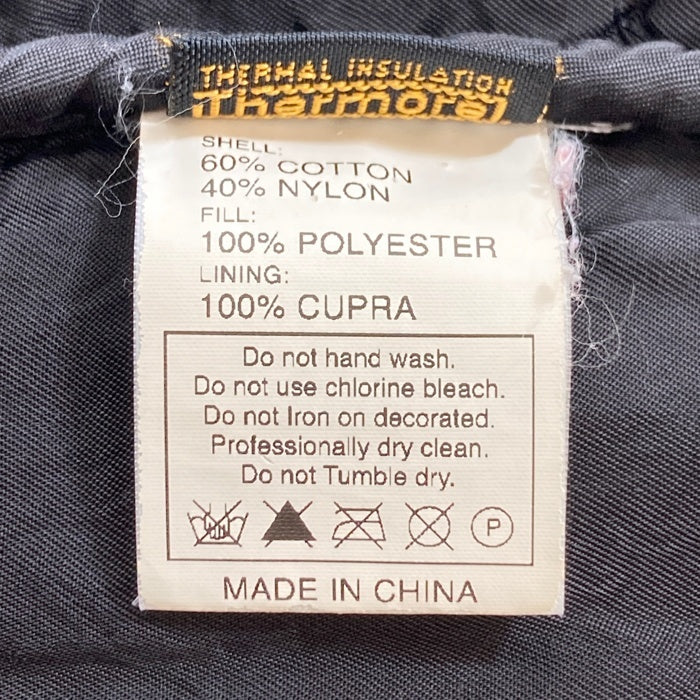 THERMAL INSULATION
Thermore
SHELL:
60% COTTON
40% NYLON
FILL:
100% POLYESTER
LINING:
100% CUPRA
Do not hand wash.
Do not use chlorine bleach.
Do not Iron on decorated.
Professionally dry clean.
Do not Tumble dry.
P
MADE IN CHINA